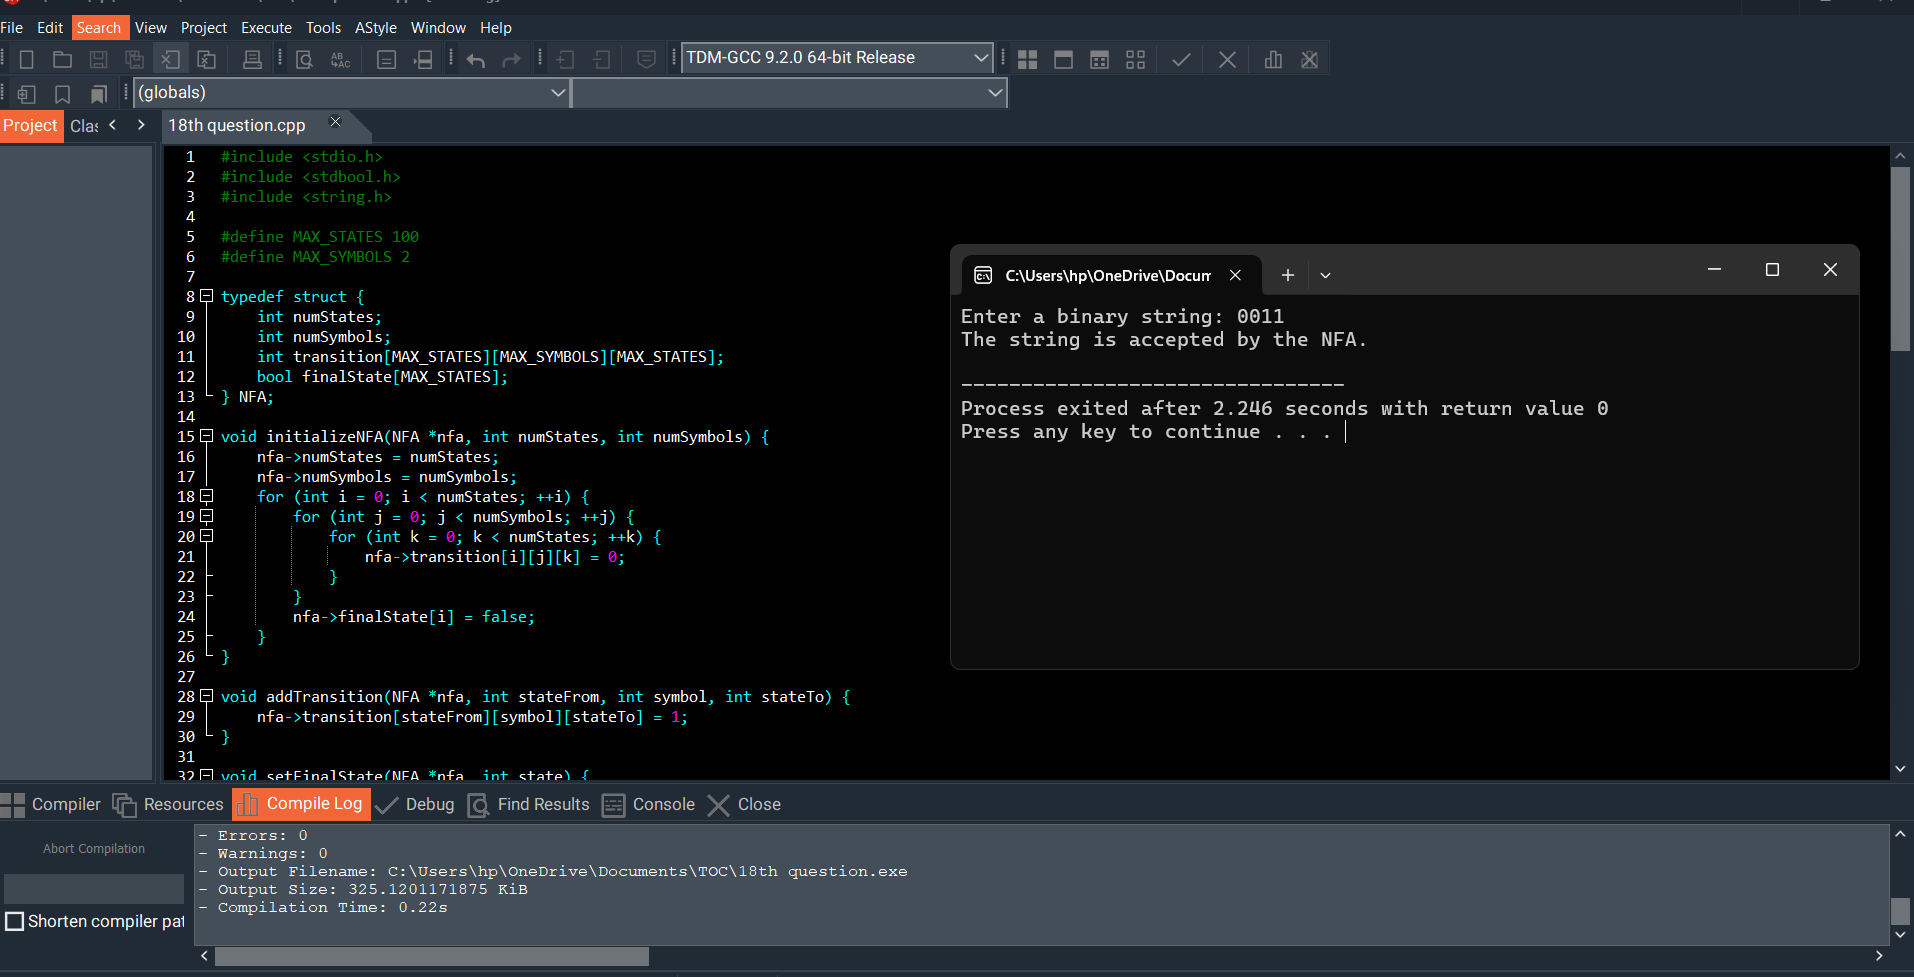 File Edit Search View Project Execute Tools AStyle Window Help
TDM-GCC 9.2.0 64-bit Release
(globals)
Project Clas
18th question.cpp
1 #include <stdio.h>
2 #include <stdbool.h>
3 #include <string.h>
4
5 #define MAX_STATES 100
6 #define MAX_SYMBOLS 2
7
8 typedef struct {
9 int numStates;
10 int numSymbols;
11 int transition[MAX_STATES][MAX_SYMBOLS][MAX_STATES];
12 bool finalState[MAX_STATES];
13 } NFA;
14
15 void initializeNFA(NFA *nfa, int numStates, int numSymbols) {
16 nfa->numStates = numStates;
17 nfa->numSymbols = numSymbols;
18 for (int i = 0; i < numStates; ++i) {
19 for (int j = 0; j < numSymbols; ++j) {
20 for (int k = 0; k < numStates; ++k) {
21 nfa->transition[i][j][k] = 0;
22 }
23 }
24 nfa->finalState[i] = false;
25 }
26 }
27
28 void addTransition(NFA *nfa, int stateFrom, int symbol, int stateTo) {
29 nfa->transition[stateFrom][symbol][stateTo] = 1;
30 }
31
32 void setFinalState(NFA *nfa, int state) {
C:\Users\hp\OneDrive\Docum
Enter a binary string: 0011
The string is accepted by the NFA.
--------------------------------
Process exited after 2.246 seconds with return value 0
Press any key to continue . . .
Compiler Resources Compile Log Debug Find Results Console Close
Abort Compilation
Shorten compiler pat
- Errors: 0
- Warnings: 0
- Output Filename: C:\Users\hp\OneDrive\Documents\TOC\18th question.exe
- Output Size: 325.1201171875 KiB
- Compilation Time: 0.22s